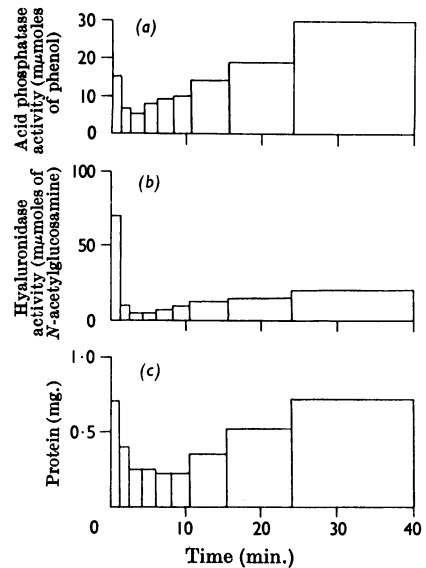 Acid phosphatase
activity (mμmoles
of phenol)
30
20
10
0
(a)
Hyaluronidase
activity (mμmoles of
N-acetylglucosamine)
100
50
0
(b)
Protein (mg.)
1·0
0·5
(c)
0
10
20
30
40
Time (min.)